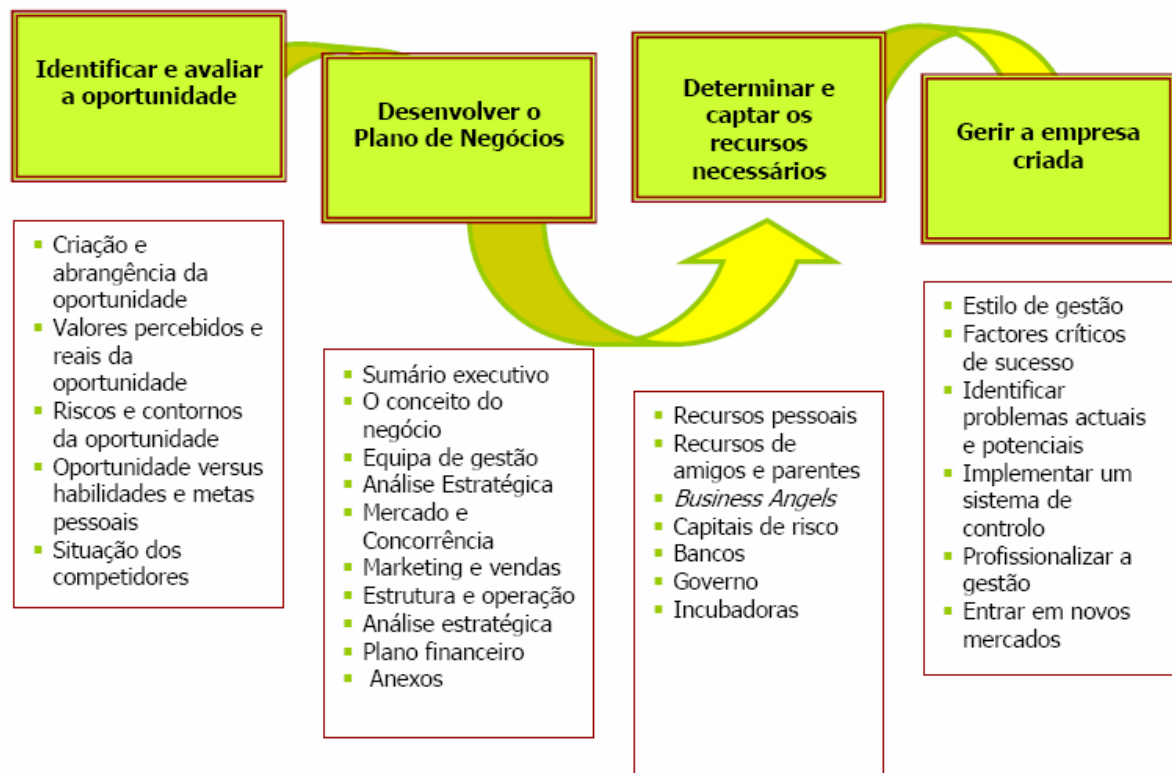 Identificar e avaliar
a oportunidade
▪ Criação e
abrangência da
oportunidade
▪ Valores percebidos e
reais da
oportunidade
▪ Riscos e contornos
da oportunidade
▪ Oportunidade versus
habilidades e metas
pessoais
▪ Situação dos
competidores
Desenvolver o
Plano de Negócios
▪ Sumário executivo
▪ O conceito do
negócio
▪ Equipa de gestão
▪ Análise Estratégica
▪ Mercado e
Concorrência
▪ Marketing e vendas
▪ Estrutura e operação
▪ Análise estratégica
▪ Plano financeiro
▪ Anexos
Determinar e
captar os
recursos
necessários
▪ Recursos pessoais
▪ Recursos de
amigos e parentes
▪ Business Angels
▪ Capitais de risco
▪ Bancos
▪ Governo
▪ Incubadoras
Gerir a empresa
criada
▪ Estilo de gestão
▪ Factores críticos
de sucesso
▪ Identificar
problemas actuais
e potenciais
▪ Implementar um
sistema de
controlo
▪ Profissionalizar a
gestão
▪ Entrar em novos
mercados